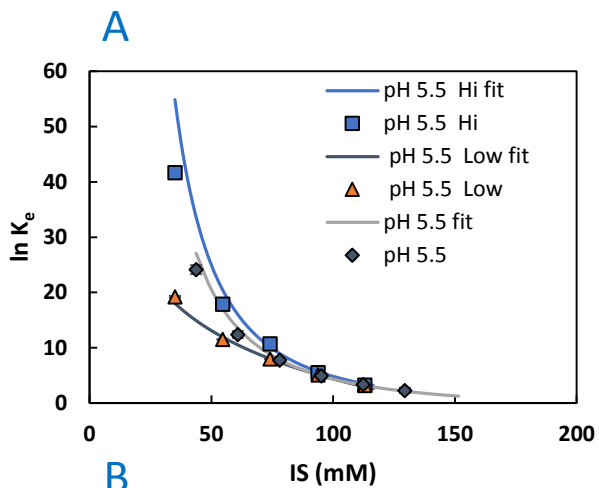 A
60
50
40
30
20
10
0
ln Ke
pH 5.5 Hi fit
pH 5.5 Hi
pH 5.5 Low fit
pH 5.5 Low
pH 5.5 fit
pH 5.5
0 50 100 150 200
IS (mM)
B